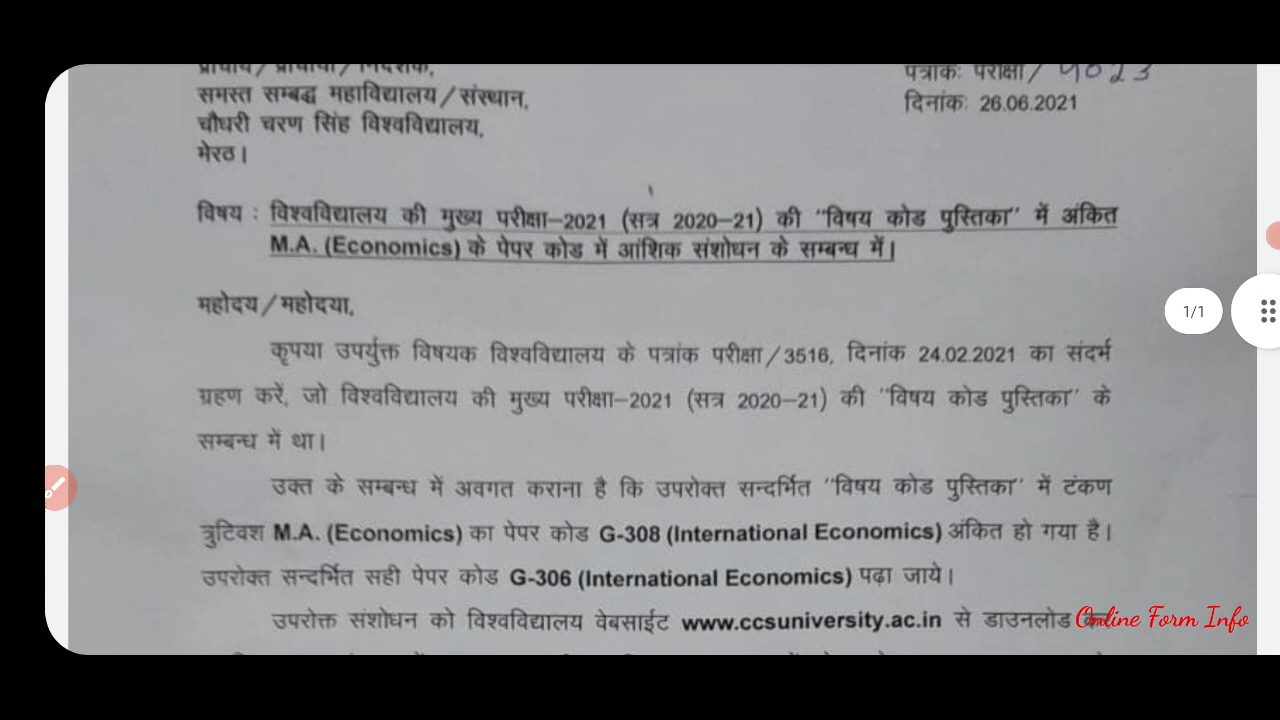 प्राचार्य/प्राचार्या/निदेशक,
पत्रांकः परीक्षा/ 4023
समस्त सम्बद्ध महाविद्यालय/संस्थान,
दिनांकः 26.06.2021
चौधरी चरण सिंह विश्वविद्यालय,
मेरठ।
विषय : विश्वविद्यालय की मुख्य परीक्षा–2021 (सत्र 2020–21) की "विषय कोड पुस्तिका" में अंकित
M.A. (Economics) के पेपर कोड में आंशिक संशोधन के सम्बन्ध में।
महोदय/महोदया,
कृपया उपर्युक्त विषयक विश्वविद्यालय के पत्रांक परीक्षा/3516, दिनांक 24.02.2021 का संदर्भ
ग्रहण करें, जो विश्वविद्यालय की मुख्य परीक्षा–2021 (सत्र 2020–21) की "विषय कोड पुस्तिका" के
सम्बन्ध में था।
1/1
उक्त के सम्बन्ध में अवगत कराना है कि उपरोक्त सन्दर्भित "विषय कोड पुस्तिका" में टंकण
त्रुटिवश M.A. (Economics) का पेपर कोड G-308 (International Economics) अंकित हो गया है।
उपरोक्त सन्दर्भित सही पेपर कोड G-306 (International Economics) पढ़ा जाये।
उपरोक्त संशोधन को विश्वविद्यालय वेबसाईट www.ccsuniversity.ac.in से डाउनलोड
Online Form Info